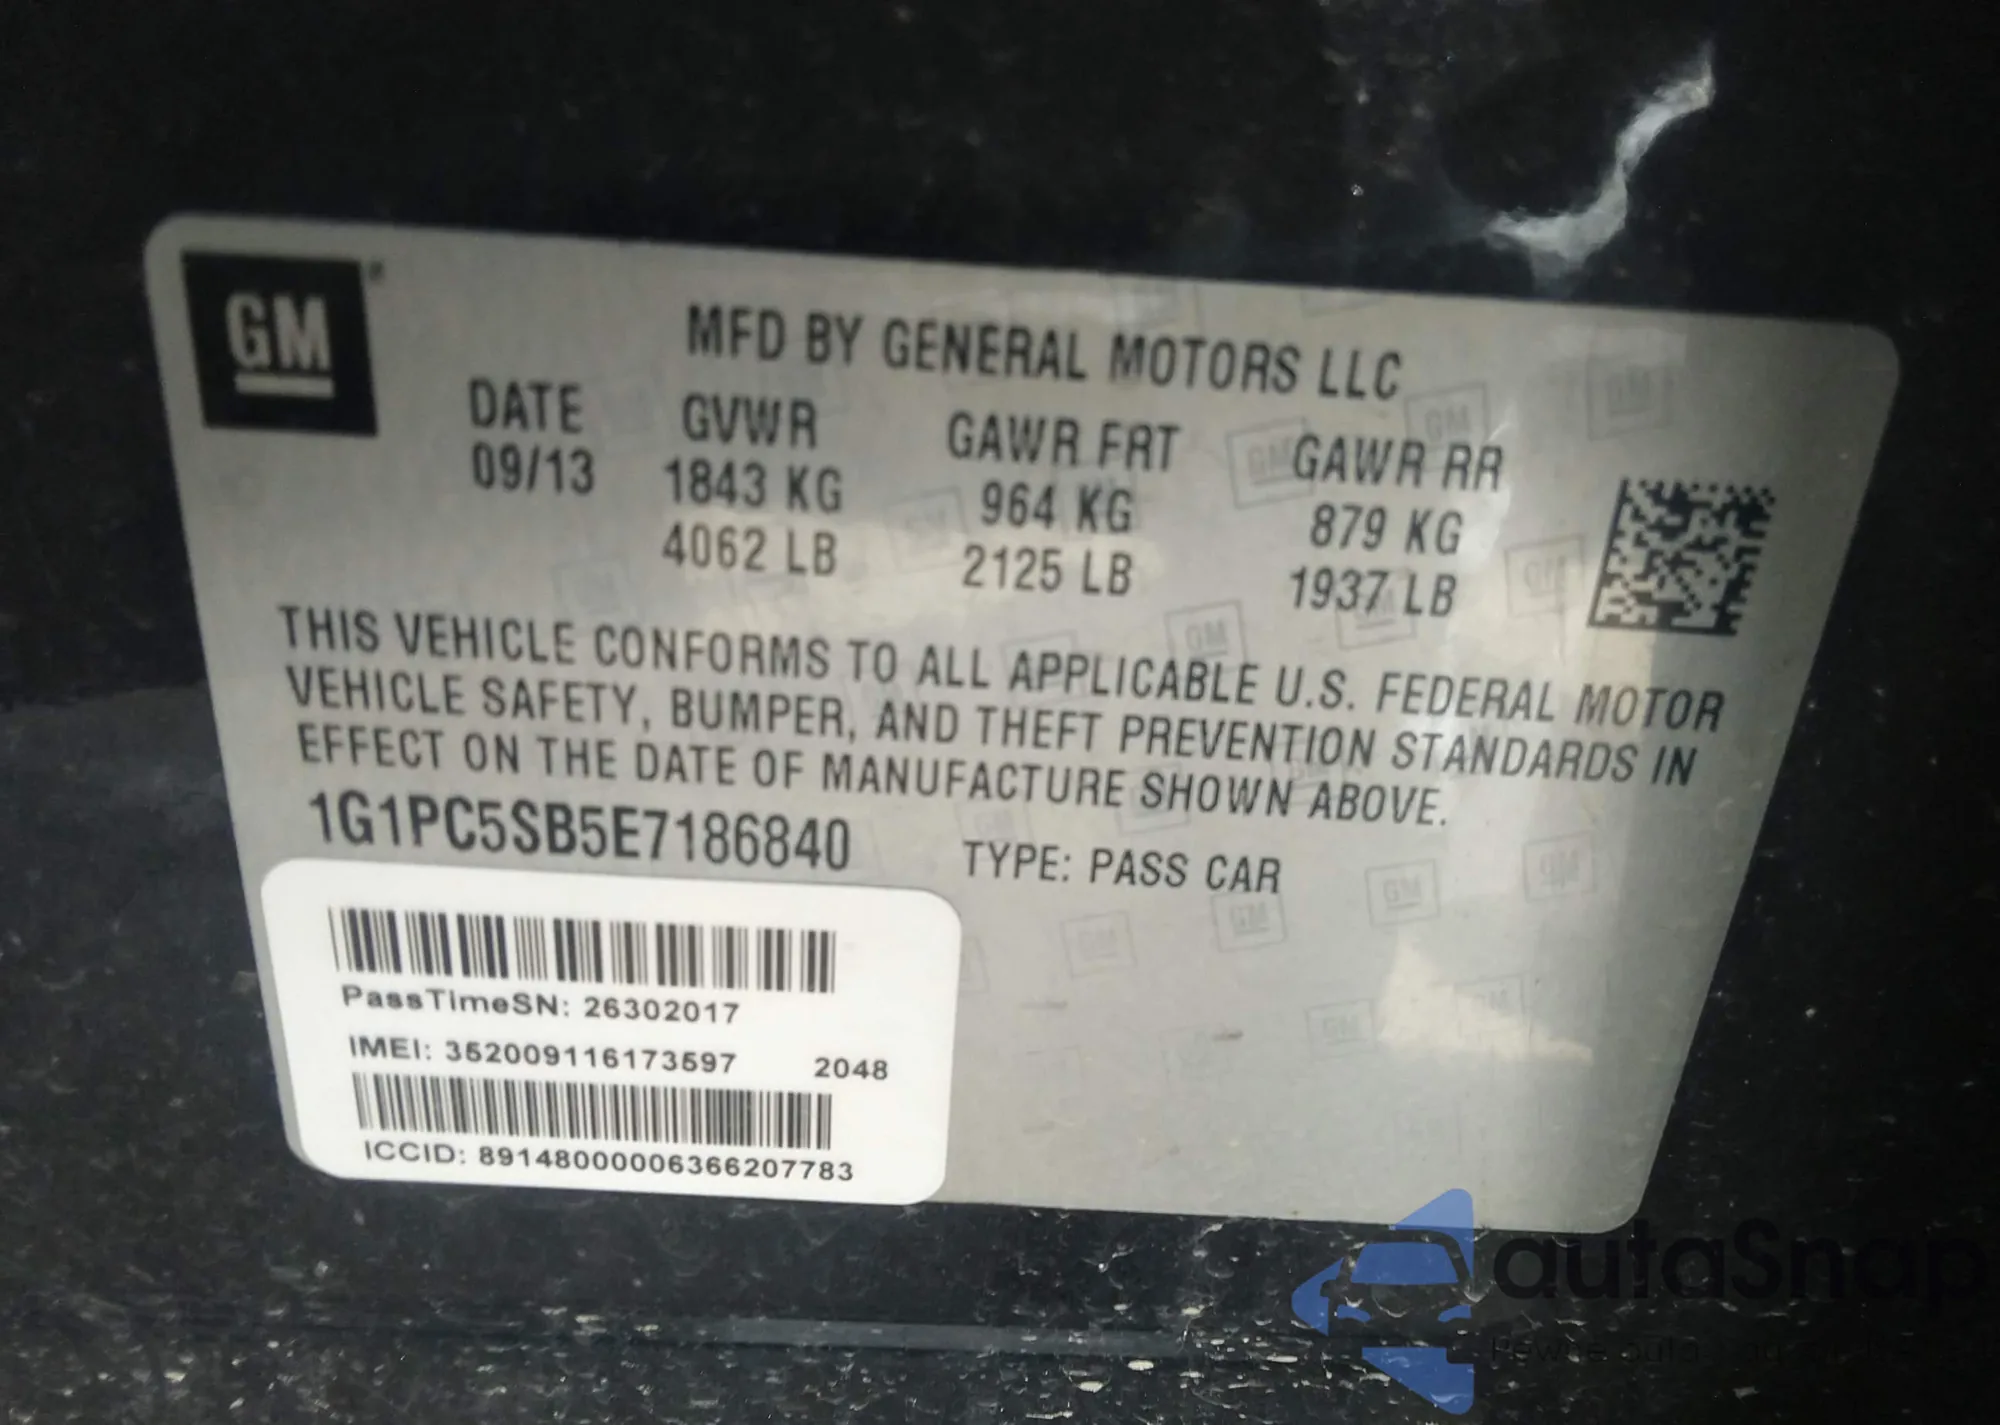 GM
MFD BY GENERAL MOTORS LLC
DATE GVWR GAWR FRT GAWR RR
09/13 1843 KG 964 KG 879 KG
4062 LB 2125 LB 1937 LB
THIS VEHICLE CONFORMS TO ALL APPLICABLE U.S. FEDERAL MOTOR
VEHICLE SAFETY, BUMPER, AND THEFT PREVENTION STANDARDS IN
EFFECT ON THE DATE OF MANUFACTURE SHOWN ABOVE.
1G1PC5SB5E7186840 TYPE: PASS CAR
PassTimeSN: 26302017
IMEI: 352009116173597 2048
ICCID: 89148000006366207783
autaSnap
Pewne auta